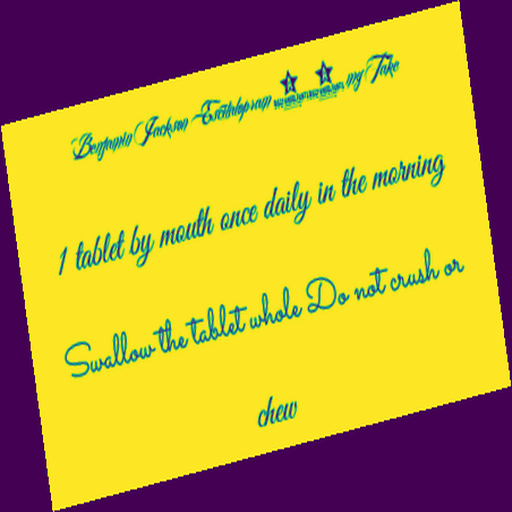 Benjamin Jackson Escitalopram mg Take
1 tablet by mouth once daily in the morning
Swallow the tablet whole Do not crush or
chew